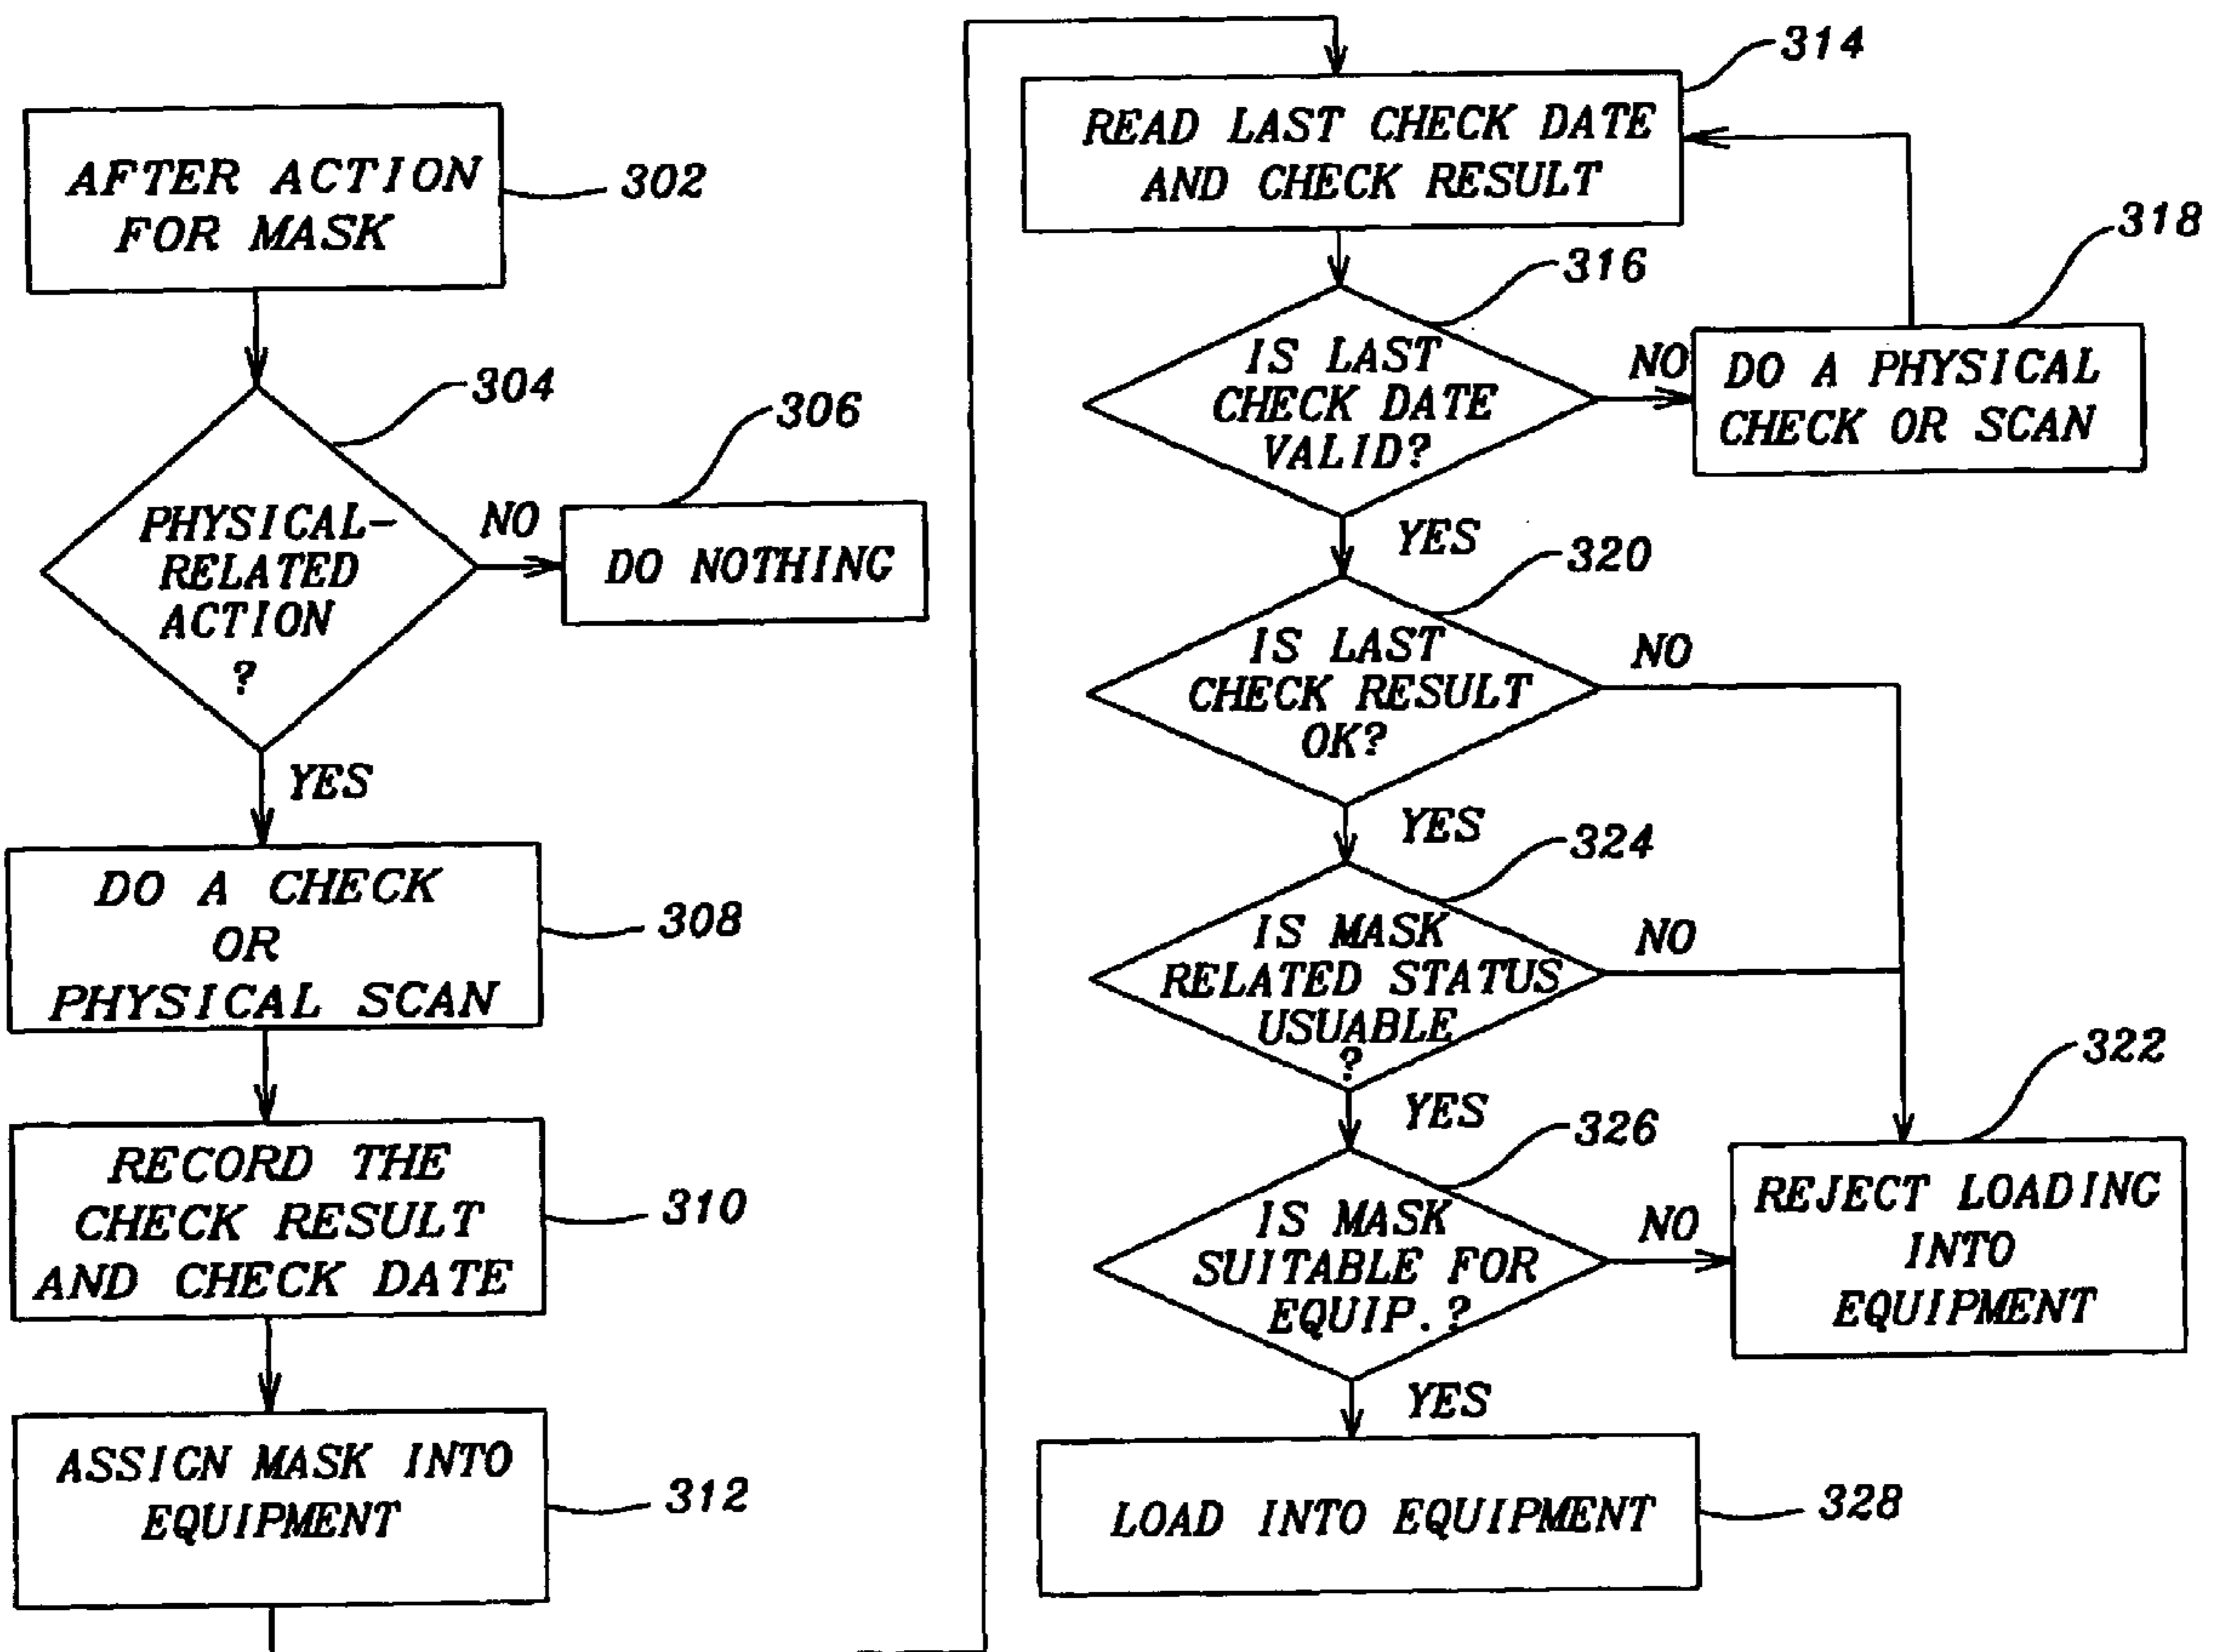 AFTER ACTION
FOR MASK
302
304
PHYSICAL-
RELATED
ACTION
?
NO
306
DO NOTHING
YES
DO A CHECK
OR
PHYSICAL SCAN
308
RECORD THE
CHECK RESULT
AND CHECK DATE
310
ASSIGN MASK INTO
EQUIPMENT
312
314
READ LAST CHECK DATE
AND CHECK RESULT
316
IS LAST
CHECK DATE
VALID?
NO
318
DO A PHYSICAL
CHECK OR SCAN
YES
320
IS LAST
CHECK RESULT
OK?
NO
YES
324
IS MASK
RELATED STATUS
USUABLE
?
NO
322
YES
326
IS MASK
SUITABLE FOR
EQUIP.?
NO
REJECT LOADING
INTO
EQUIPMENT
YES
LOAD INTO EQUIPMENT
328